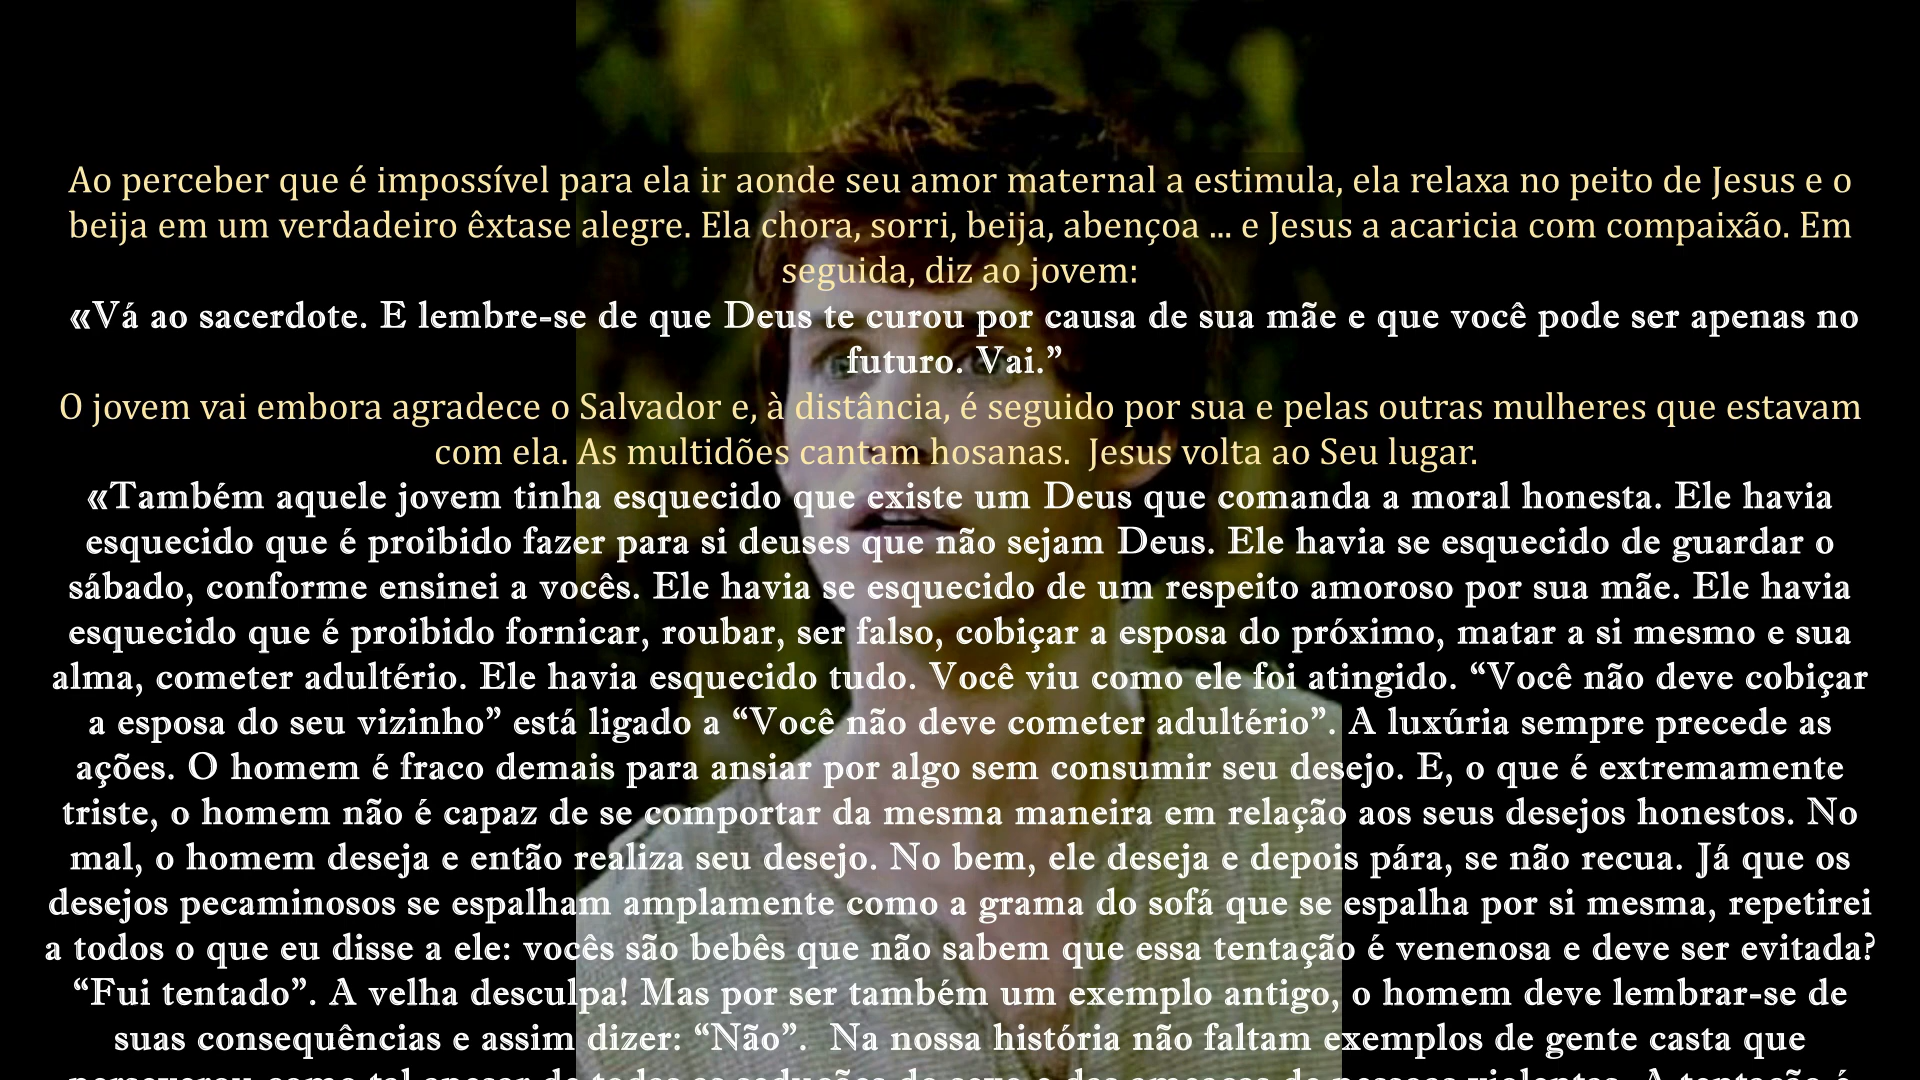 Ao perceber que é impossível para ela ir aonde seu amor maternal a estimula, ela relaxa no peito de Jesus e o
beija em um verdadeiro êxtase alegre. Ela chora, sorri, beija, abençoa ... e Jesus a acaricia com compaixão. Em
seguida, diz ao jovem:
«Vá ao sacerdote. E lembre-se de que Deus te curou por causa de sua mãe e que você pode ser apenas no
futuro. Vai.”
O jovem vai embora agradece o Salvador e, à distância, é seguido por sua e pelas outras mulheres que estavam
com ela. As multidões cantam hosanas.  Jesus volta ao Seu lugar.
«Também aquele jovem tinha esquecido que existe um Deus que comanda a moral honesta. Ele havia
esquecido que é proibido fazer para si deuses que não sejam Deus. Ele havia se esquecido de guardar o
sábado, conforme ensinei a vocês. Ele havia se esquecido de um respeito amoroso por sua mãe. Ele havia
esquecido que é proibido fornicar, roubar, ser falso, cobiçar a esposa do próximo, matar a si mesmo e sua
alma, cometer adultério. Ele havia esquecido tudo. Você viu como ele foi atingido. “Você não deve cobiçar
a esposa do seu vizinho” está ligado a “Você não deve cometer adultério”. A luxúria sempre precede as
ações. O homem é fraco demais para ansiar por algo sem consumir seu desejo. E, o que é extremamente
triste, o homem não é capaz de se comportar da mesma maneira em relação aos seus desejos honestos. No
mal, o homem deseja e então realiza seu desejo. No bem, ele deseja e depois pára, se não recua. Já que os
desejos pecaminosos se espalham amplamente como a grama do sofá que se espalha por si mesma, repetirei
a todos o que eu disse a ele: vocês são bebês que não sabem que essa tentação é venenosa e deve ser evitada?
“Fui tentado”. A velha desculpa! Mas por ser também um exemplo antigo, o homem deve lembrar-se de
suas consequências e assim dizer: “Não”.  Na nossa história não faltam exemplos de gente casta que